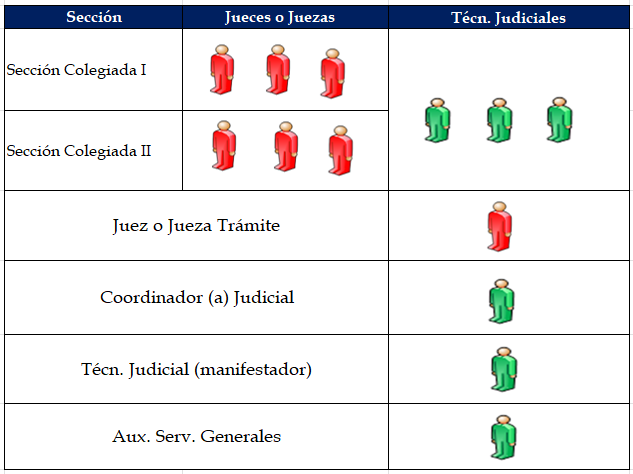 Sección
Jueces o Juezas
Técn. Judiciales
Sección Colegiada I
Sección Colegiada II
Juez o Jueza Trámite
Coordinador (a) Judicial
Técn. Judicial (manifestador)
Aux. Serv. Generales